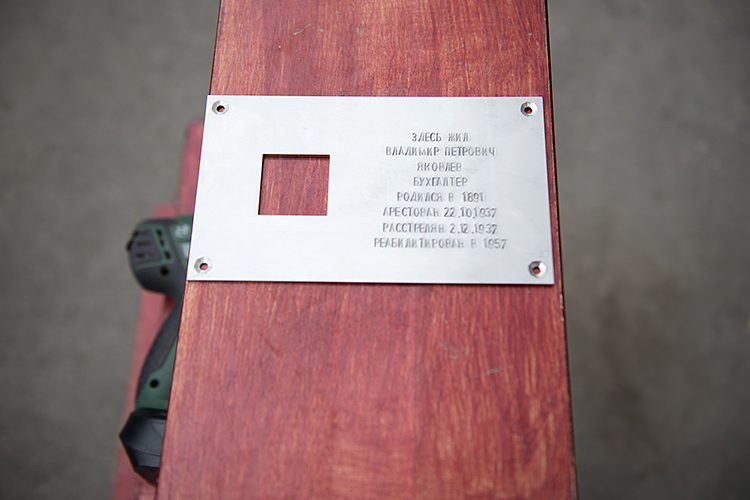 ЗДЕСЬ ЖИЛ
ВЛАДИМИР ПЕТРОВИЧ
ЯКОВЛЕВ
БУХГАЛТЕР
РОДИЛСЯ В 1891
АРЕСТОВАН 22.10.1937
РАССТРЕЛЯН 2.12.1937
РЕАБИЛИТИРОВАН В 1957